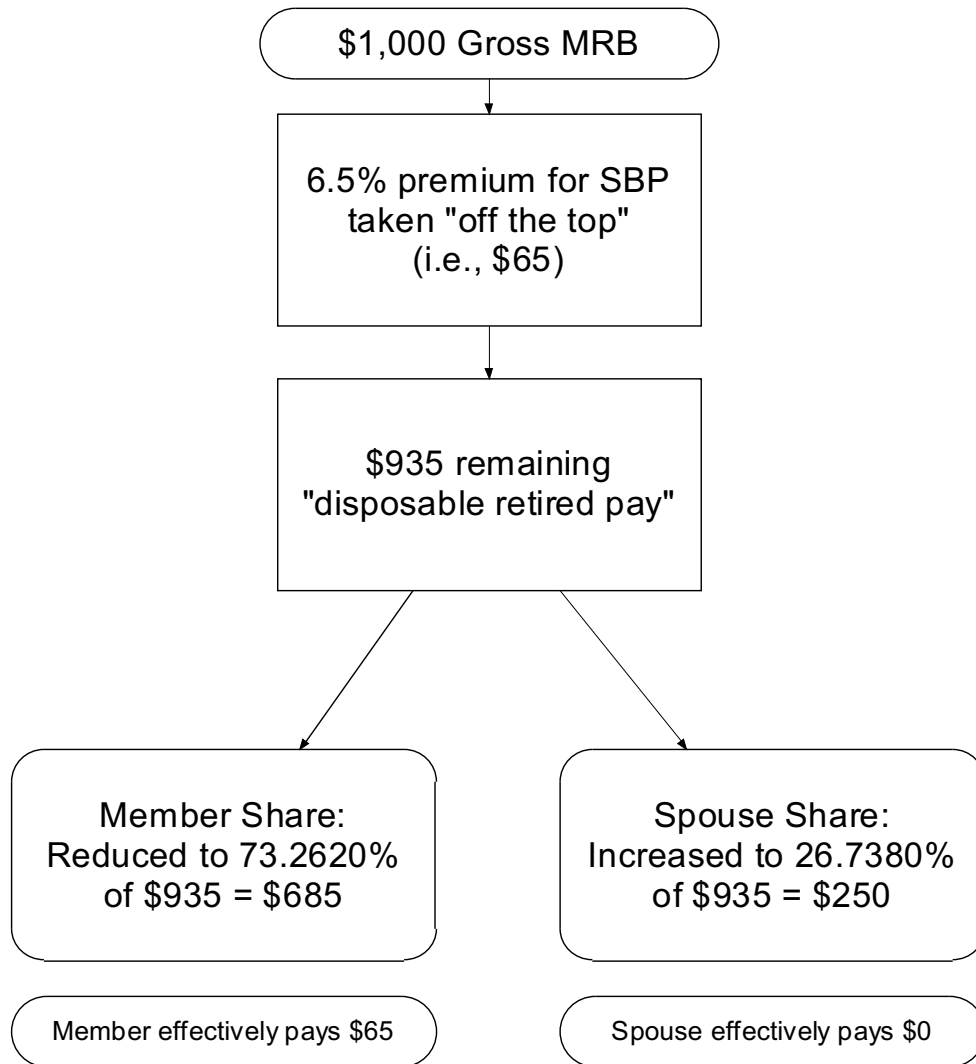 $1,000 Gross MRB
6.5% premium for SBP
taken "off the top"
(i.e., $65)
$935 remaining
"disposable retired pay"
Member Share:
Reduced to 73.2620%
of $935 = $685
Spouse Share:
Increased to 26.7380%
of $935 = $250
Member effectively pays $65
Spouse effectively pays $0